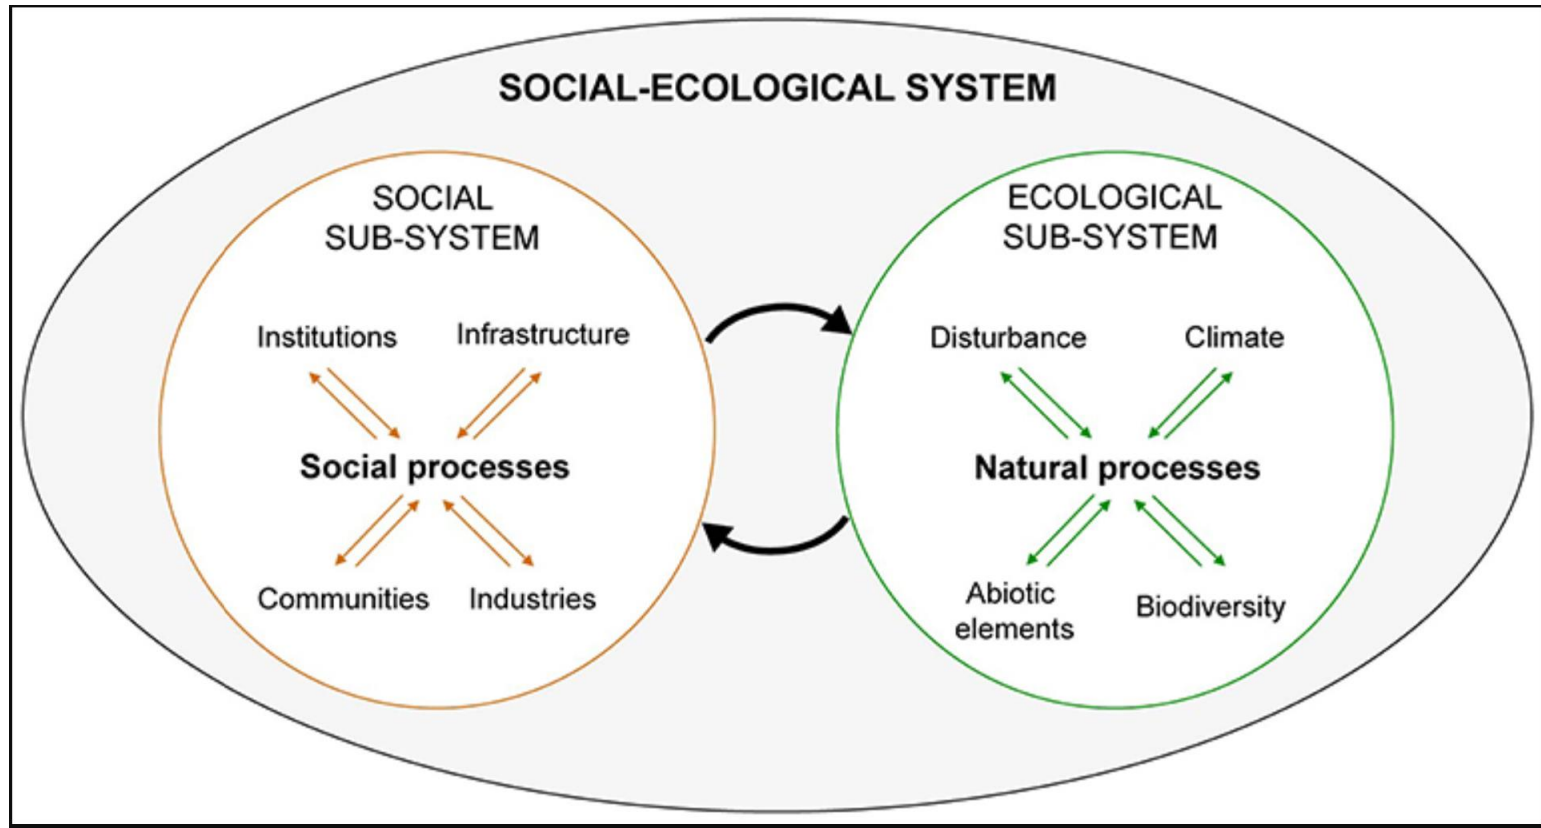 SOCIAL-ECOLOGICAL SYSTEM
SOCIAL
SUB-SYSTEM
Institutions
Infrastructure
Social processes
Communities
Industries
ECOLOGICAL
SUB-SYSTEM
Disturbance
Climate
Natural processes
Abiotic
elements
Biodiversity